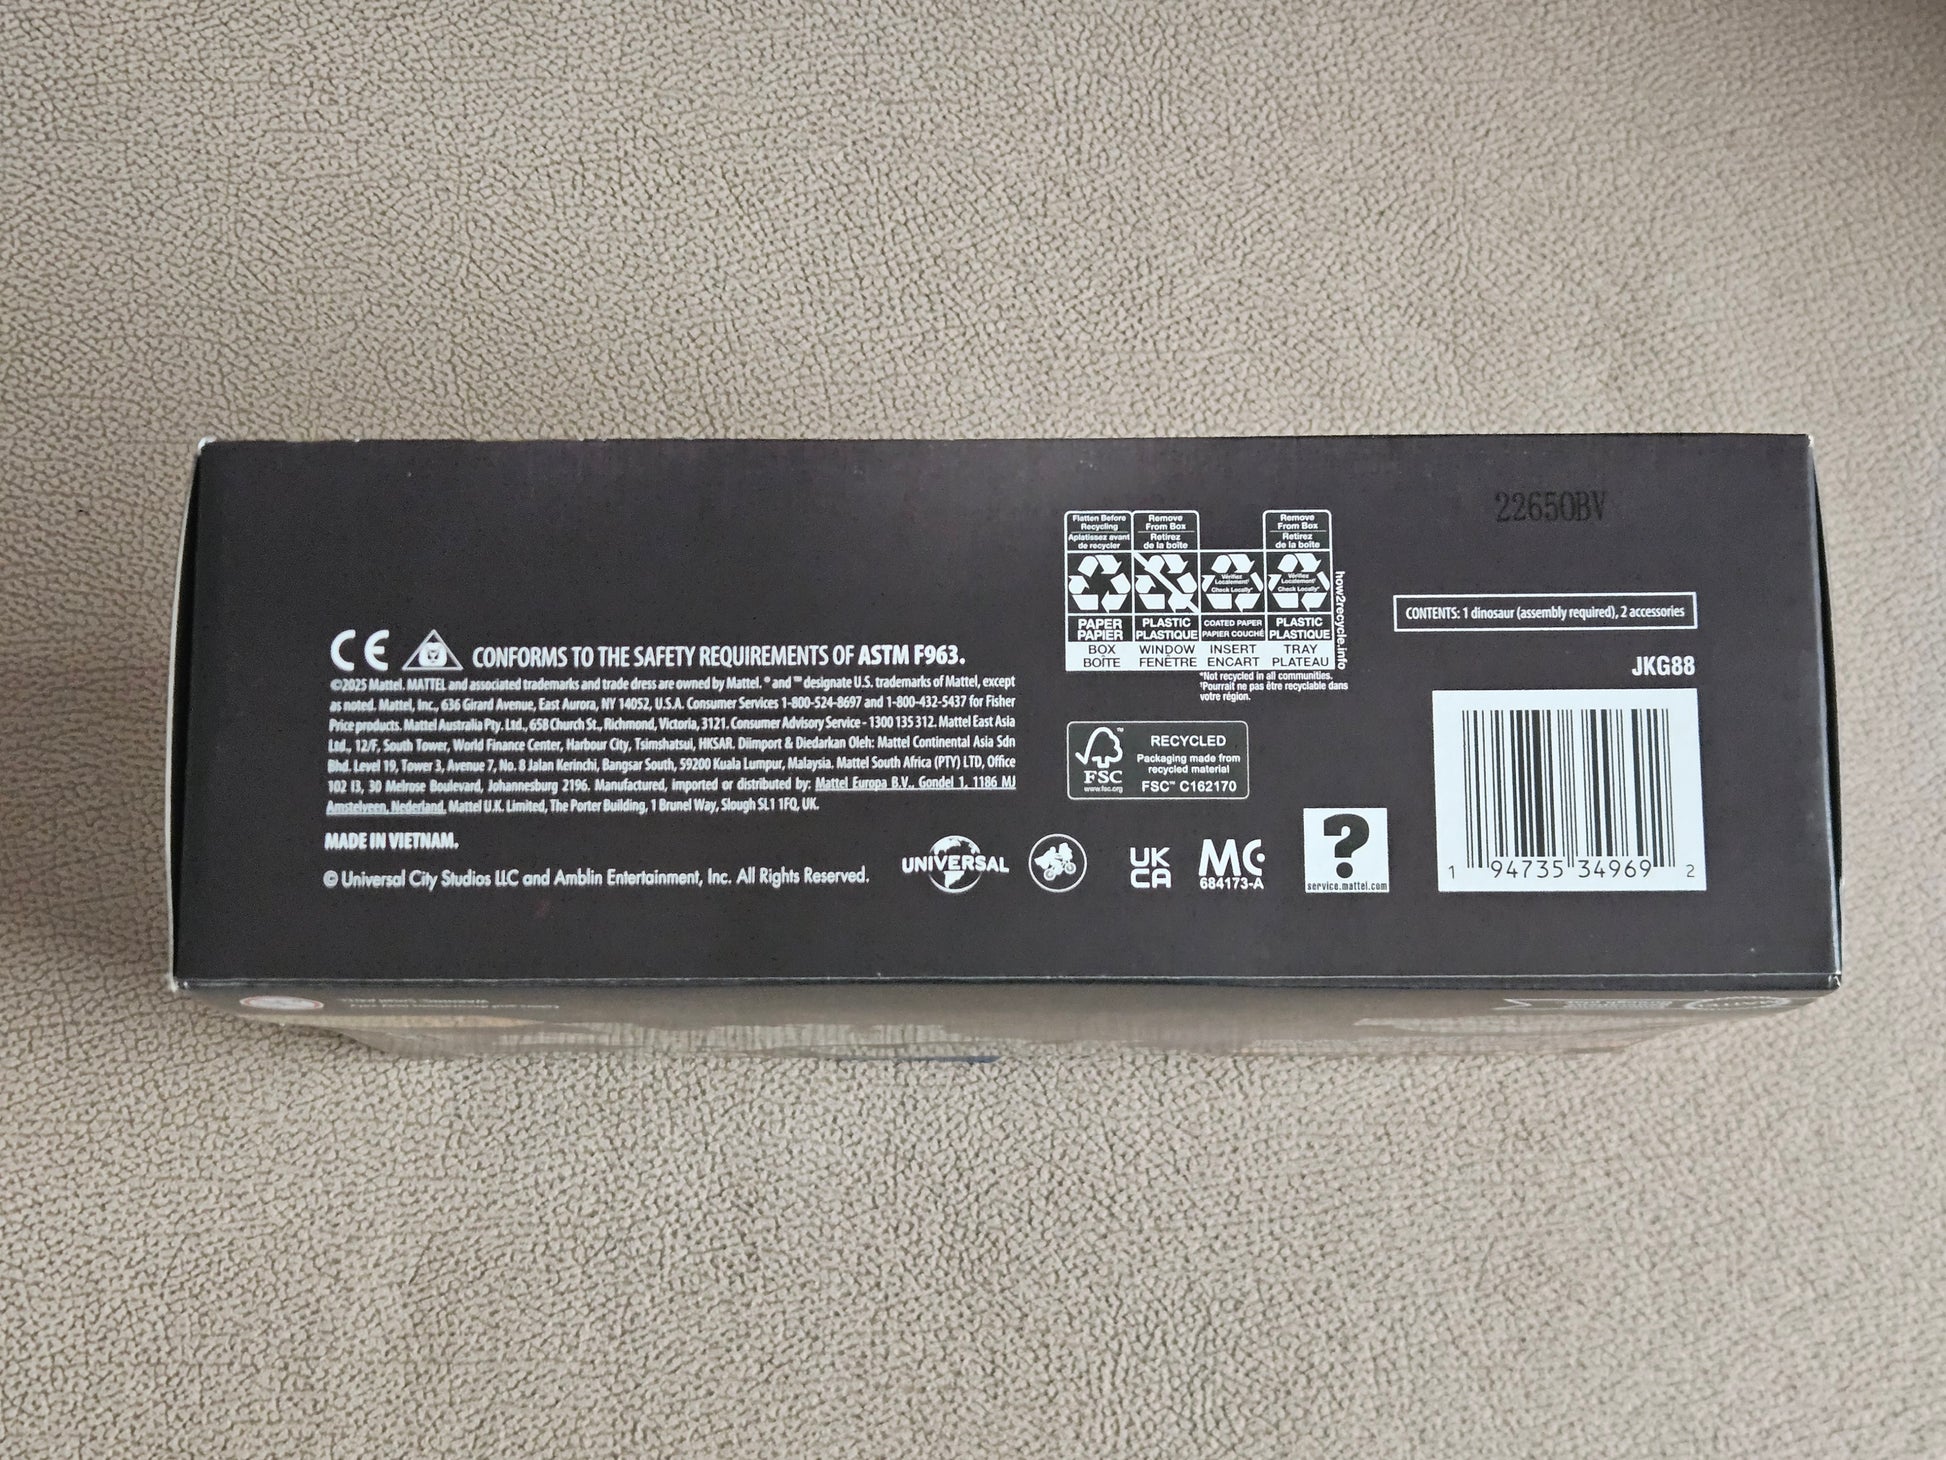 22650BV
Flatten Before
Recycling
Aplatissez avant
de recycler
Remove
From Box
Retirez
de la boîte
Remove
From Box
Retirez
de la boîte
Vérifiez
Localement*
Check Locally*
Vérifiez
Localement*
Check Locally*
PAPER
PAPIER
PLASTIC
PLASTIQUE
COATED PAPER
PAPIER COUCHÉ
PLASTIC
PLASTIQUE
BOX
BOÎTE
WINDOW
FENÊTRE
INSERT
ENCART
TRAY
PLATEAU
how2recycle.info
*Not recycled in all communities.
*Pourrait ne pas être recyclable dans
votre région.
CONTENTS: 1 dinosaur (assembly required), 2 accessories
JKG88
CE
CONFORMS TO THE SAFETY REQUIREMENTS OF ASTM F963.
©2025 Mattel. MATTEL and associated trademarks and trade dress are owned by Mattel. ® and ™ designate U.S. trademarks of Mattel, except
as noted. Mattel, Inc., 636 Girard Avenue, East Aurora, NY 14052, U.S.A. Consumer Services 1-800-524-8697 and 1-800-432-5437 for Fisher
Price products. Mattel Australia Pty. Ltd., 658 Church St., Richmond, Victoria, 3121. Consumer Advisory Service - 1300 135 312. Mattel East Asia
Ltd., 12/F, South Tower, World Finance Center, Harbour City, Tsimshatsui, HKSAR. Diimport & Diedarkan Oleh: Mattel Continental Asia Sdn
Bhd. Level 19, Tower 3, Avenue 7, No. 8 Jalan Kerinchi, Bangsar South, 59200 Kuala Lumpur, Malaysia. Mattel South Africa (PTY) LTD, Office
102 I3, 30 Melrose Boulevard, Johannesburg 2196. Manufactured, imported or distributed by: Mattel Europa B.V., Gondel 1, 1186 MJ
Amstelveen, Nederland. Mattel U.K. Limited, The Porter Building, 1 Brunel Way, Slough SL1 1FQ, UK.
MADE IN VIETNAM.
© Universal City Studios LLC and Amblin Entertainment, Inc. All Rights Reserved.
UNIVERSAL
FSC™
www.fsc.org
RECYCLED
Packaging made from
recycled material
FSC™ C162170
UK
CA
MC
684173-A
?
service.mattel.com
1 94735 34969 2